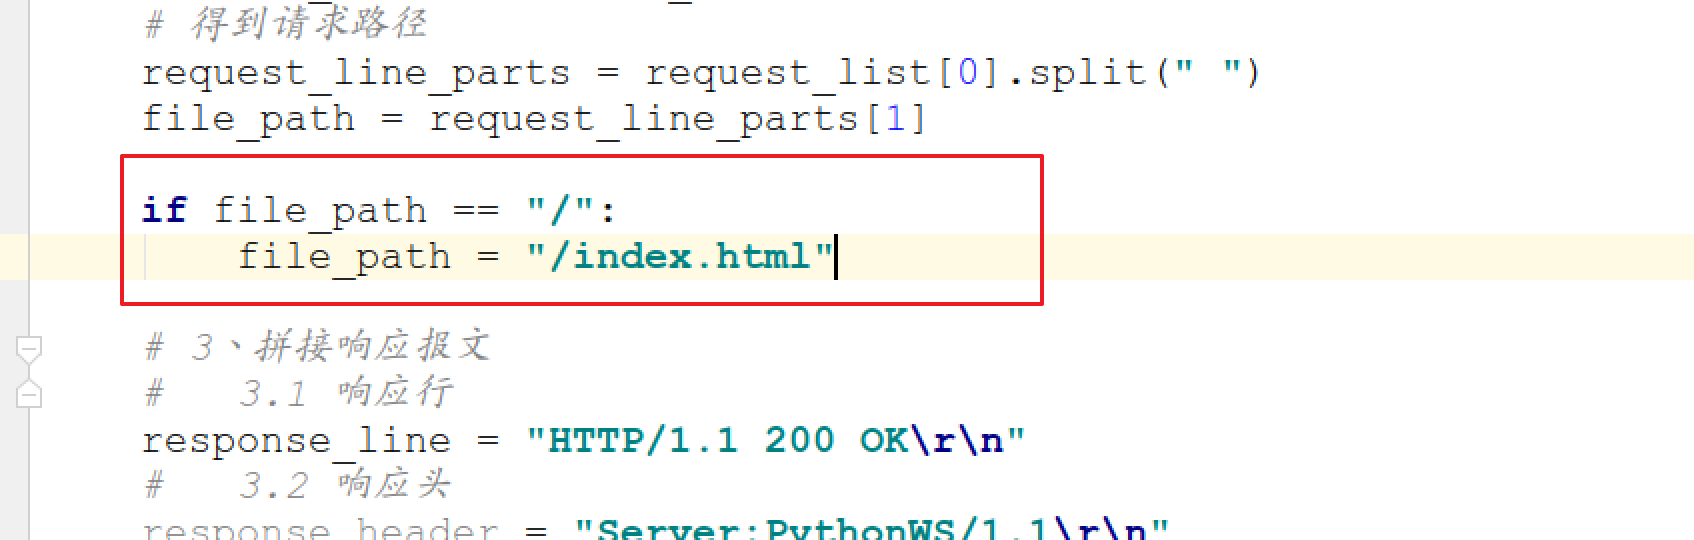 # 得到请求路径
request_line_parts = request_list[0].split(" ")
file_path = request_line_parts[1]
if file_path == "/":
file_path = "/index.html"
# 3、拼接响应报文
#   3.1 响应行
response_line = "HTTP/1.1 200 OK\r\n"
#   3.2 响应头
response_header = "Server:PythonWS/1.1\r\n"